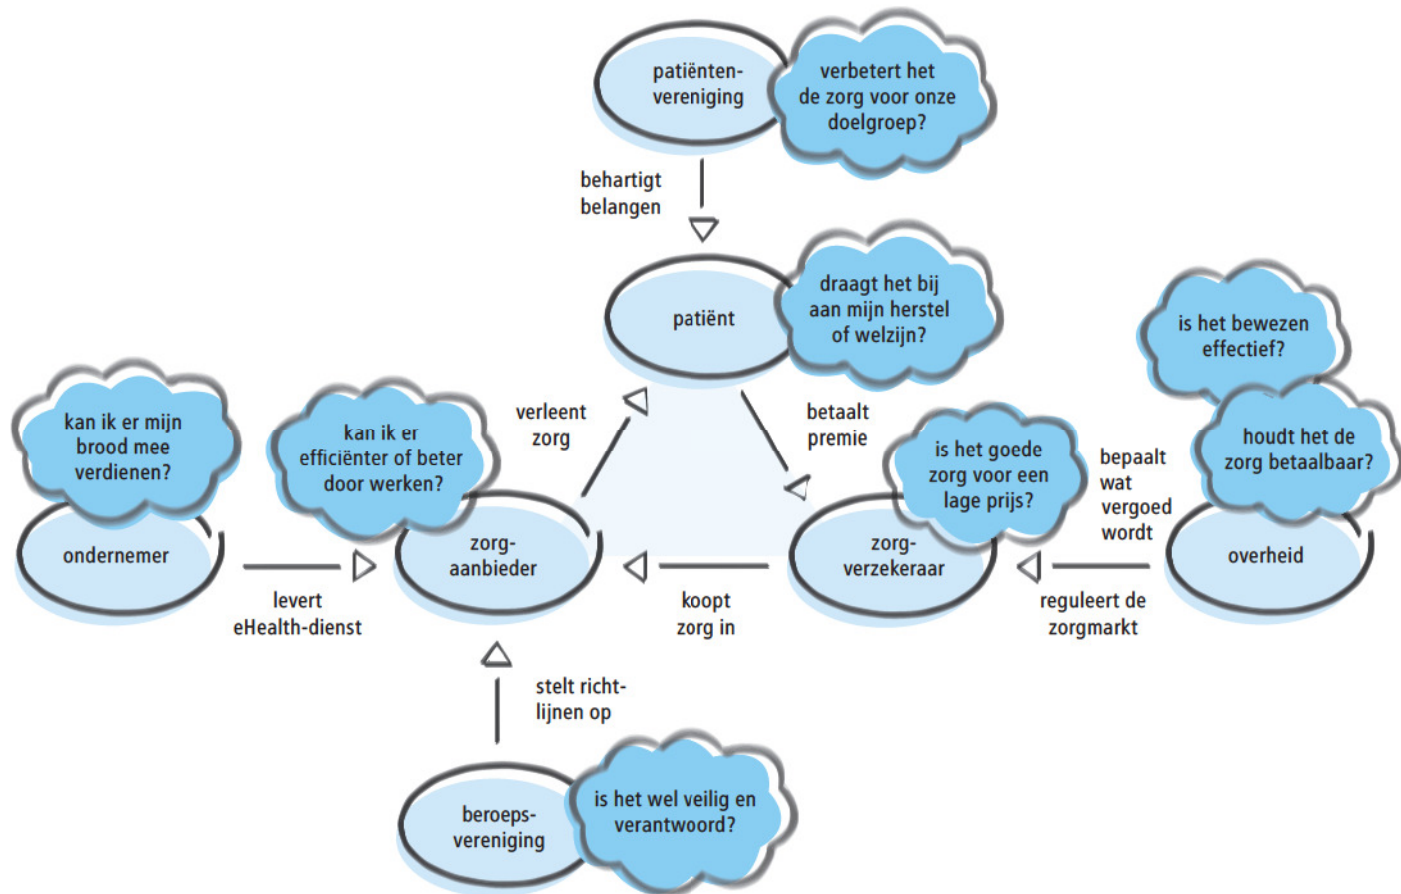 patiënten-
vereniging
verbetert het
de zorg voor onze
doelgroep?
behartigt
belangen
patiënt
draagt het bij
aan mijn herstel
of welzijn?
is het bewezen
effectief?
kan ik er mijn
brood mee
verdienen?
kan ik er
efficiënter of beter
door werken?
verleent
zorg
betaalt
premie
is het goede
zorg voor een
lage prijs?
bepaalt
wat
vergoed
wordt
houdt het de
zorg betaalbaar?
ondernemer
zorg-
aanbieder
zorg-
verzekeraar
overheid
levert
eHealth-dienst
koopt
zorg in
reguleert de
zorgmarkt
stelt richt-
lijnen op
beroeps-
vereniging
is het wel veilig en
verantwoord?